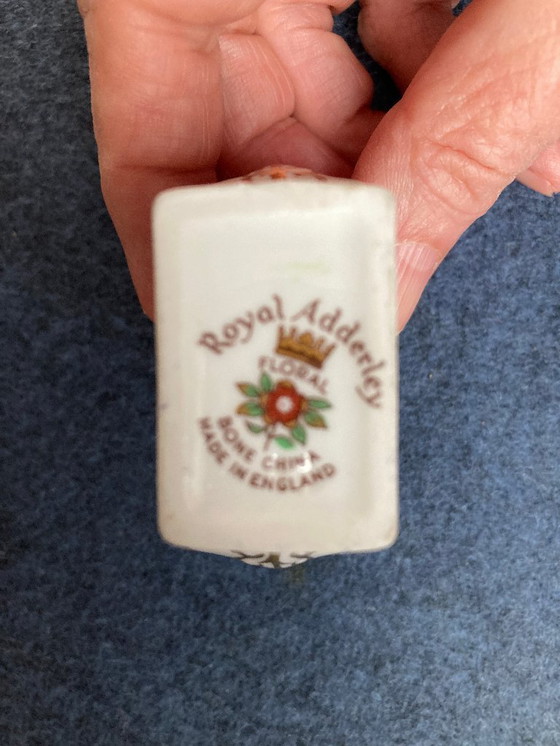 Royal Adderley
FLORAL
BONE CHINA
MADE IN ENGLAND